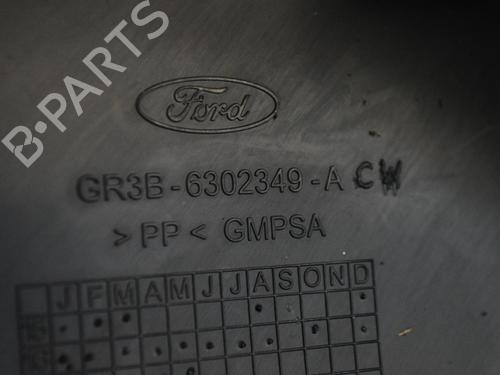 B-PARTS
Ford
GR3B-6302349-A CW
>PP< GMPSA
J F M A M J J A S O N D